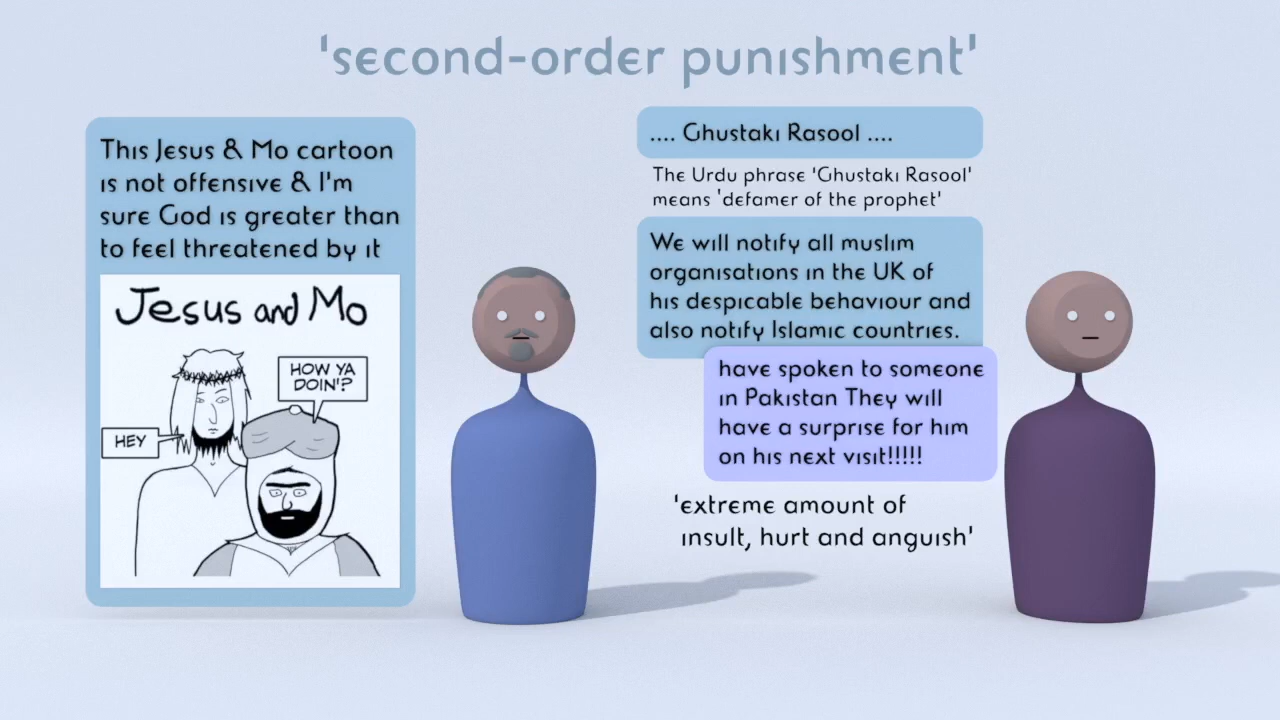 'second-order punishment'
This Jesus & Mo cartoon
is not offensive & I'm
sure God is greater than
to feel threatened by it
Jesus and Mo
HOW YA
DOIN'?
HEY
.... Ghustaki Rasool ....
The Urdu phrase 'Ghustaki Rasool'
means 'defamer of the prophet'
We will notify all muslim
organisations in the UK of
his despicable behaviour and
also notify Islamic countries.
have spoken to someone
in Pakistan They will
have a surprise for him
on his next visit!!!!!
'extreme amount of
insult, hurt and anguish'